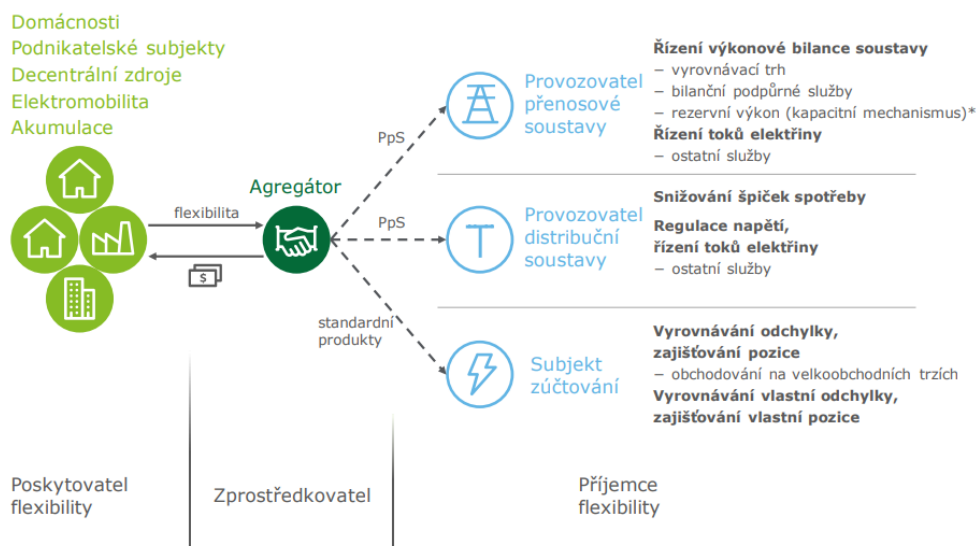 Domácnosti
Podnikatelské subjekty
Decentrální zdroje
Elektromobilita
Akumulace
flexibilita
$
Agregátor
PpS
PpS
standardní
produkty
Provozovatel
přenosové
soustavy
Řízení výkonové bilance soustavy
− vyrovnávací trh
− bilanční podpůrné služby
− rezervní výkon (kapacitní mechanismus)*
Řízení toků elektřiny
− ostatní služby
Provozovatel
distribuční
soustavy
Snižování špiček spotřeby
Regulace napětí,
řízení toků elektřiny
− ostatní služby
Subjekt
zúčtování
Vyrovnávání odchylky,
zajišťování pozice
− obchodování na velkoobchodních trzích
Vyrovnávání vlastní odchylky,
zajišťování vlastní pozice
Poskytovatel
flexibility
Zprostředkovatel
Příjemce
flexibility